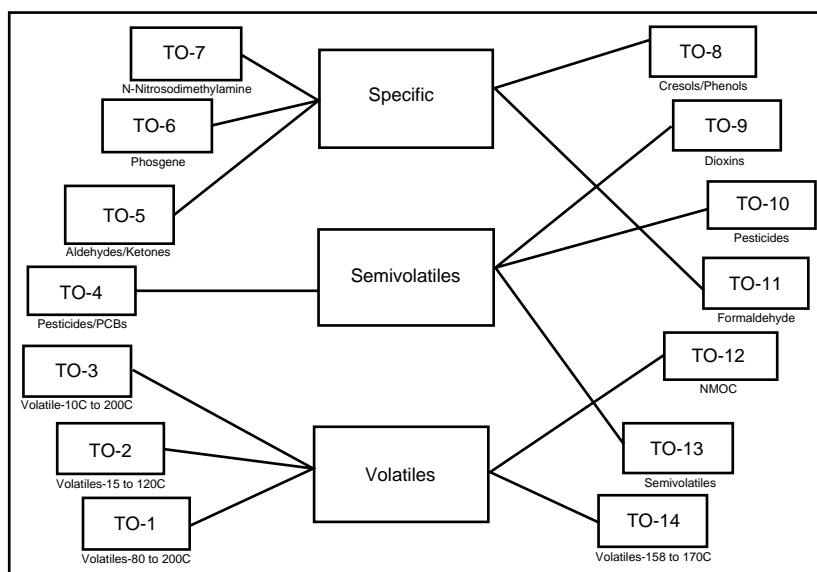 TO-7
N-Nitrosodimethylamine
TO-6
Phosgene
TO-5
Aldehydes/Ketones
TO-4
Pesticides/PCBs
TO-3
Volatile-10C to 200C
TO-2
Volatiles-15 to 120C
TO-1
Volatiles-80 to 200C
Specific
Semivolatiles
Volatiles
TO-8
Cresols/Phenols
TO-9
Dioxins
TO-10
Pesticides
TO-11
Formaldehyde
TO-12
NMOC
TO-13
Semivolatiles
TO-14
Volatiles-158 to 170C